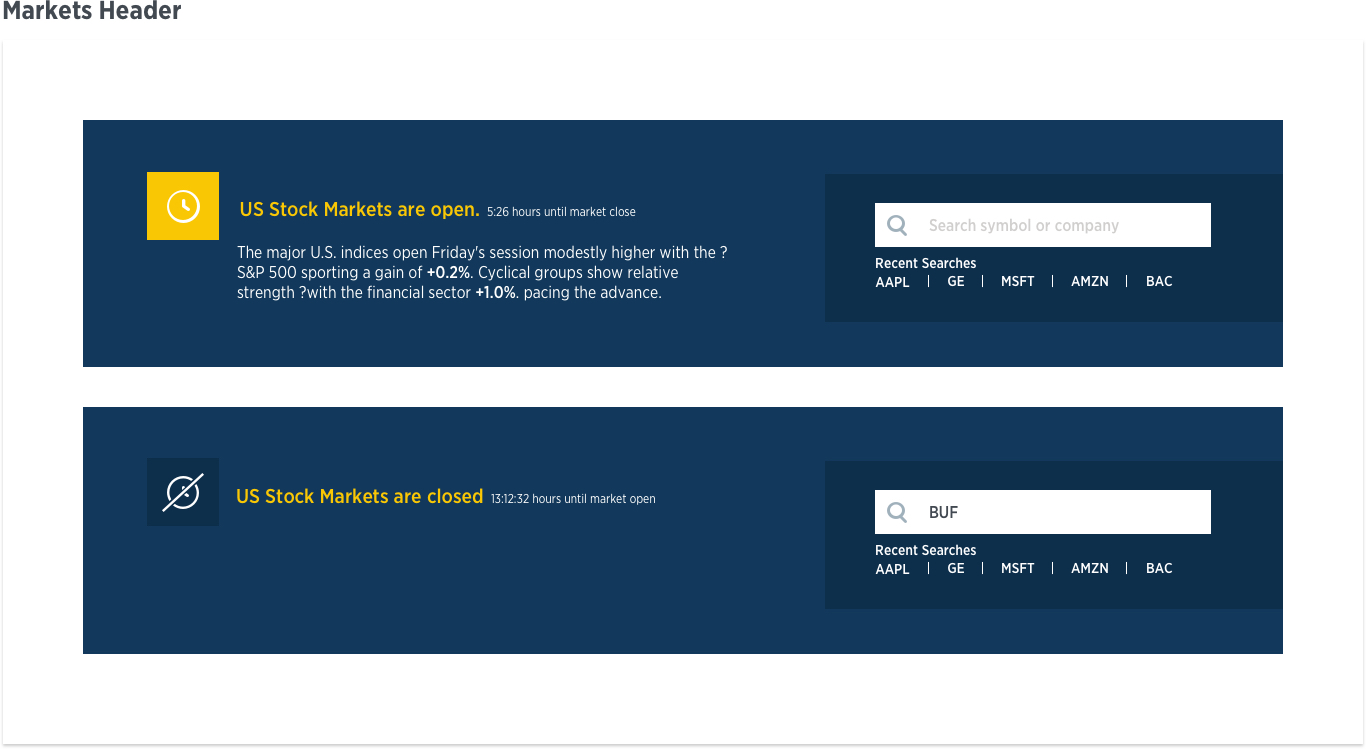 Markets Header
US Stock Markets are open. 5:26 hours until market close
The major U.S. indices open Friday's session modestly higher with the ?
S&P 500 sporting a gain of +0.2%. Cyclical groups show relative
strength ?with the financial sector +1.0%. pacing the advance.
Search symbol or company
Recent Searches
AAPL | GE | MSFT | AMZN | BAC
US Stock Markets are closed 13:12:32 hours until market open
BUF
Recent Searches
AAPL | GE | MSFT | AMZN | BAC